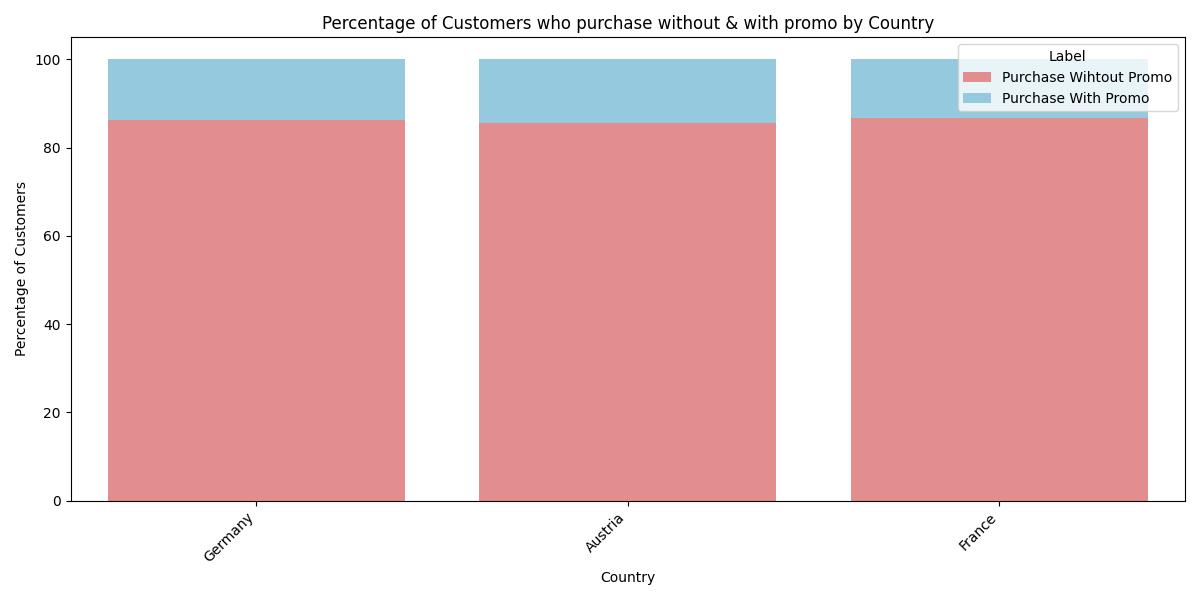 Percentage of Customers who purchase without & with promo by Country
Percentage of Customers
100
80
60
40
20
0
Label
Purchase Wihtout Promo
Purchase With Promo
Germany
Austria
France
Country